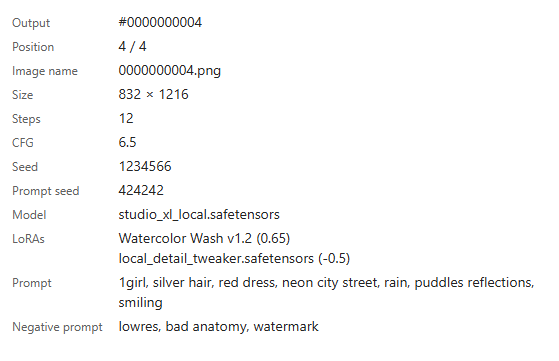 Output #0000000004
Position 4 / 4
Image name 0000000004.png
Size 832 × 1216
Steps 12
CFG 6.5
Seed 1234566
Prompt seed 424242
Model studio_xl_local.safetensors
LoRAs Watercolor Wash v1.2 (0.65)
local_detail_tweaker.safetensors (-0.5)
Prompt 1girl, silver hair, red dress, neon city street, rain, puddles reflections,
smiling
Negative prompt lowres, bad anatomy, watermark